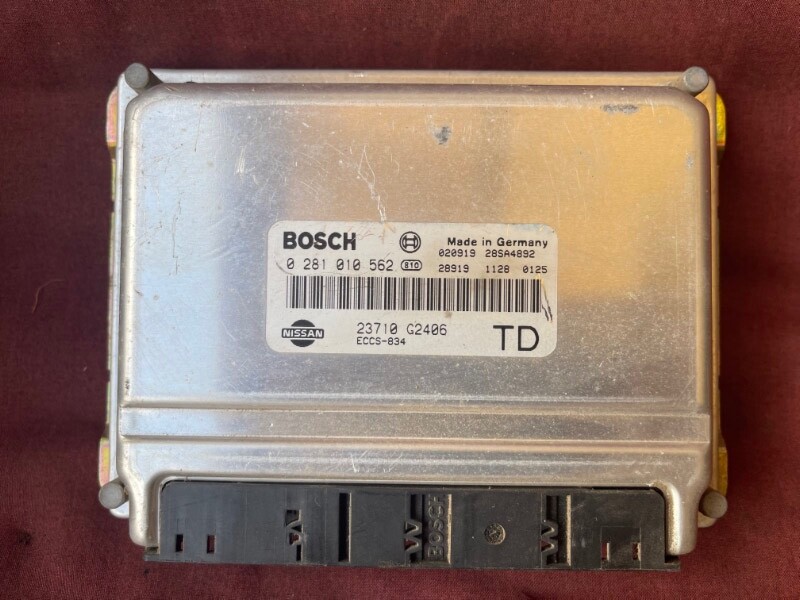 BOSCH Made in Germany
020919 28SA4892
0 281 010 562 810 28919 1128 0125
NISSAN 23710 G2406 TD
ECCS-834
BOSCH